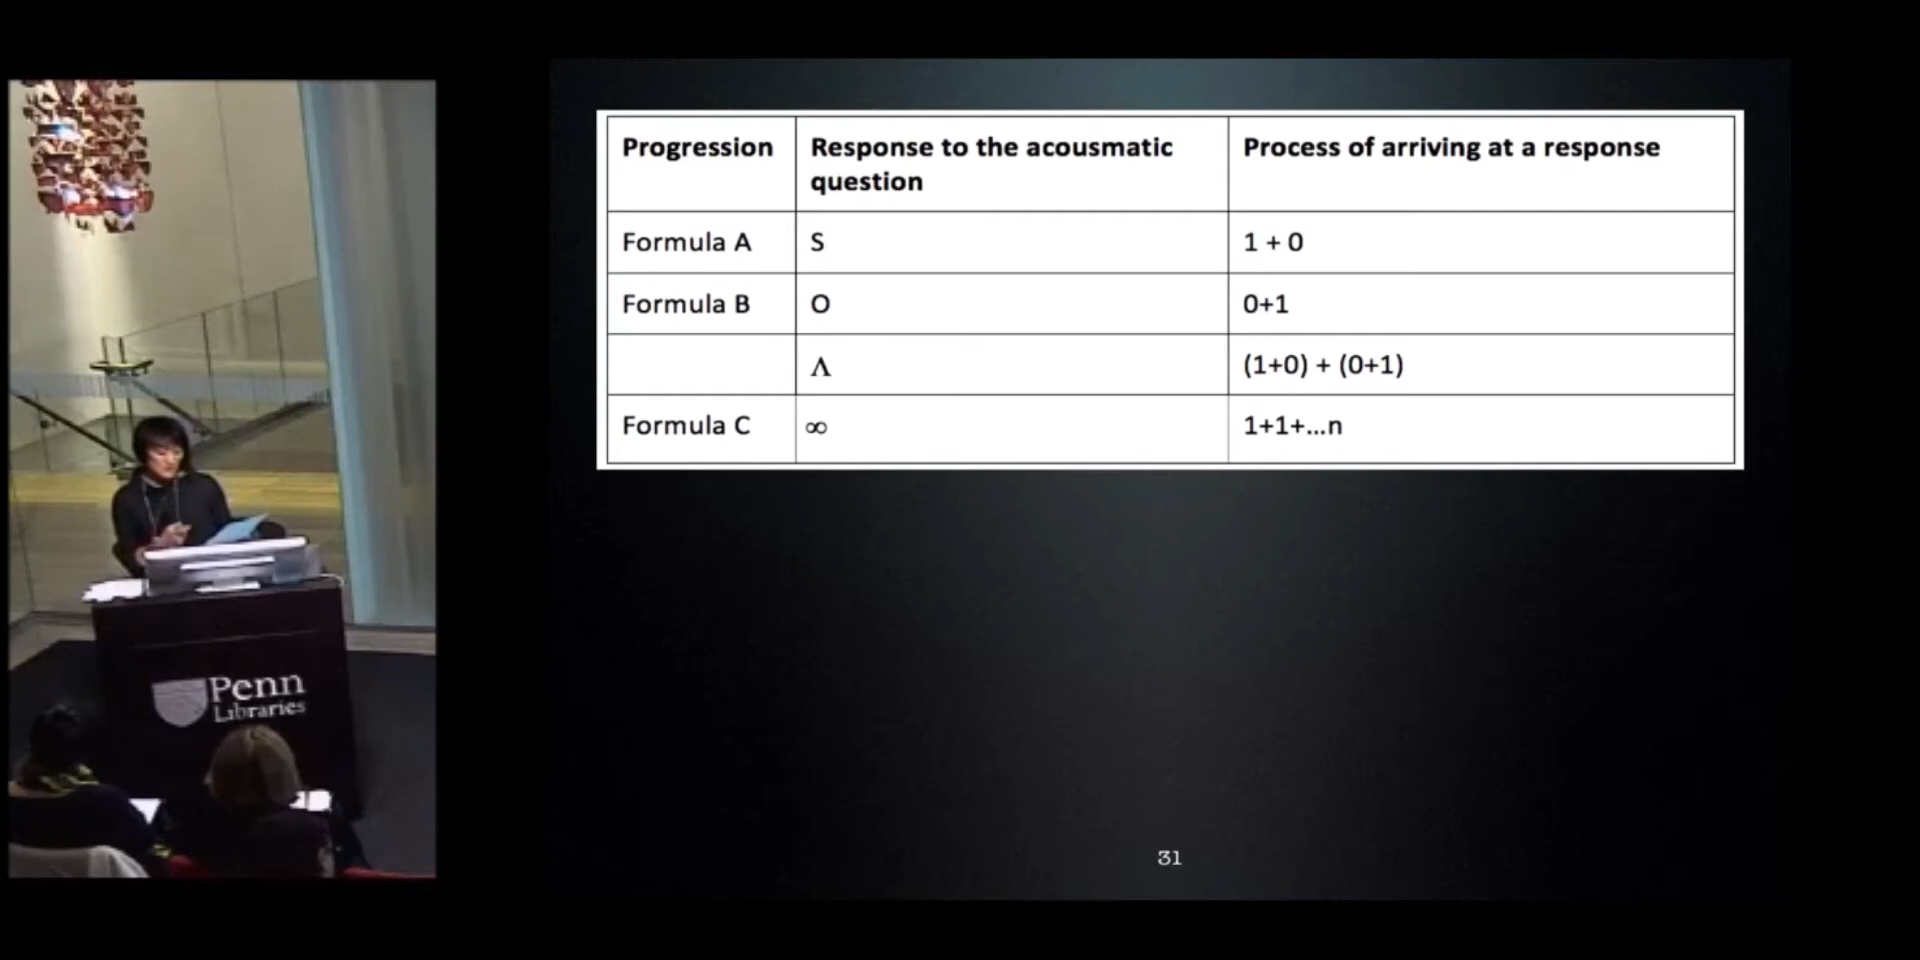 Progression
Response to the acousmatic
question
Process of arriving at a response
Formula A
S
1 + 0
Formula B
O
0+1
Λ
(1+0) + (0+1)
Formula C
∞
1+1+...n
Penn
Libraries
31